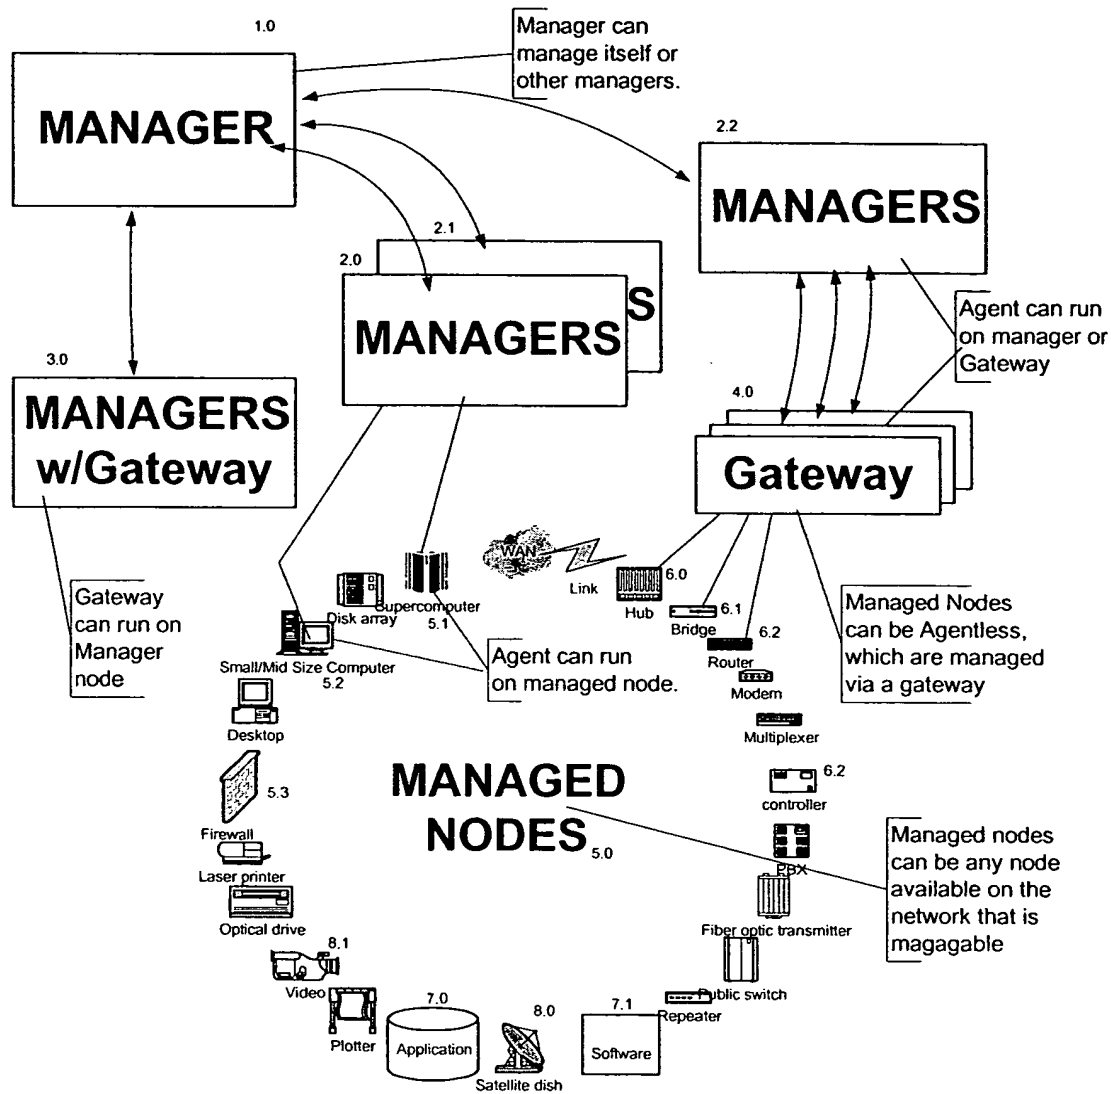 1.0
Manager can
manage itself or
other managers.
MANAGER
2.2
MANAGERS
2.1
2.0
S
MANAGERS
Agent can run
on manager or
Gateway
3.0
MANAGERS
w/Gateway
4.0
Gateway
WAN
Link
6.0
Hub
6.1
Bridge
6.2
Router
Modem
Multiplexer
6.2
controller
PBX
Fiber optic transmitter
Public switch
Repeater
Supercomputer
5.1
Disk array
Small/Mid Size Computer
5.2
Desktop
5.3
Firewall
Laser printer
Optical drive
8.1
Video
Plotter
7.0
Application
8.0
Satellite dish
7.1
Software
Gateway
can run on
Manager
node
Agent can run
on managed node.
Managed Nodes
can be Agentless,
which are managed
via a gateway
MANAGED
NODES
5.0
Managed nodes
can be any node
available on the
network that is
magagable